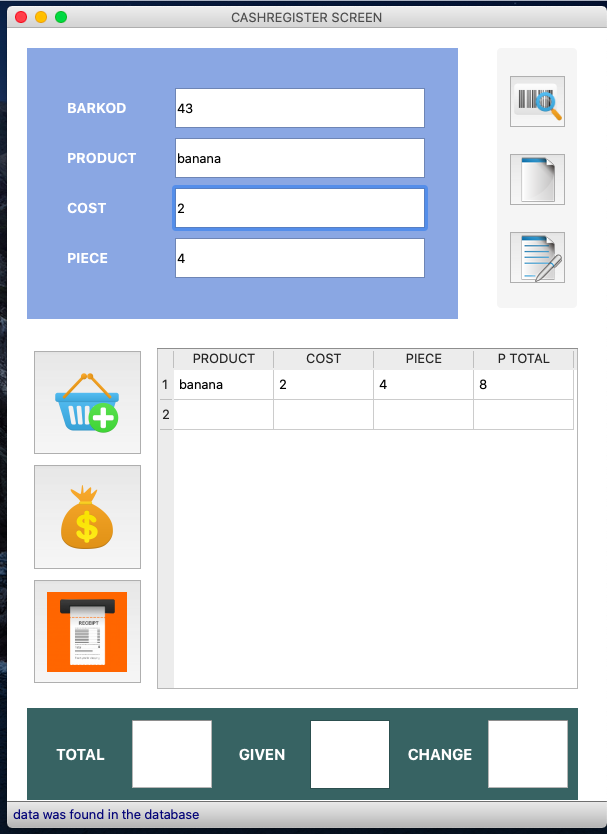 CASHREGISTER SCREEN
BARKOD 43
PRODUCT banana
COST 2
PIECE 4
PRODUCT COST PIECE P TOTAL
1 banana 2 4 8
2
$
RECEIPT
TOTAL GIVEN CHANGE
data was found in the database